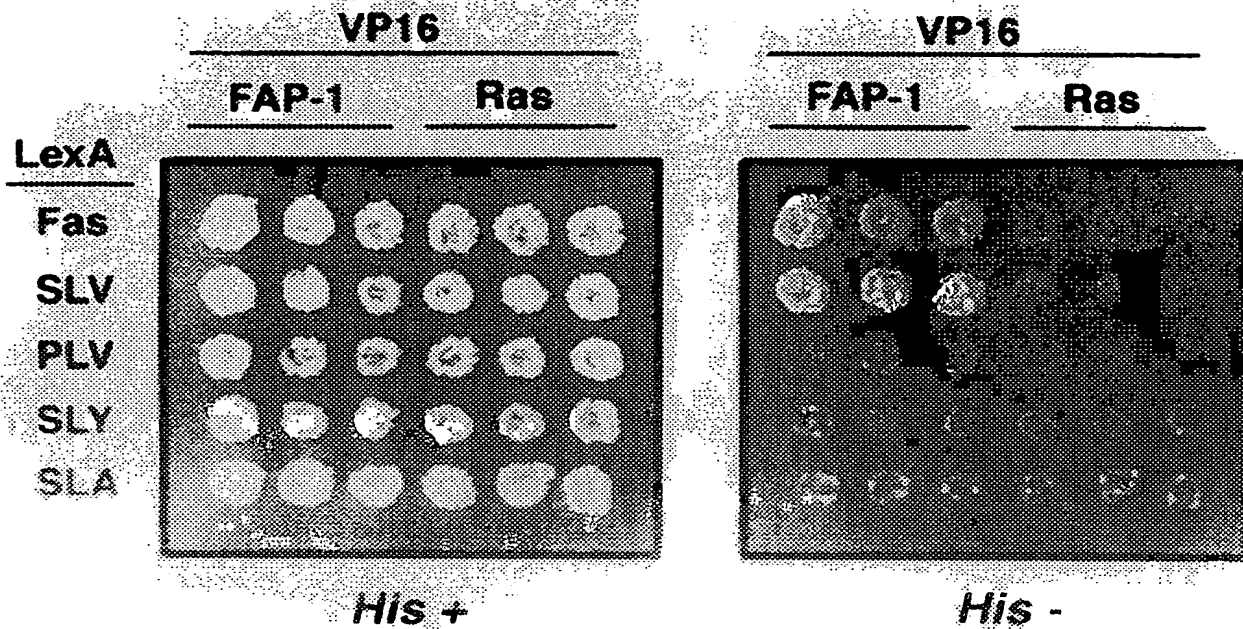 VP16 VP16
FAP-1 Ras FAP-1 Ras
LexA
Fas
SLV
PLV
SLY
SLA
His + His -